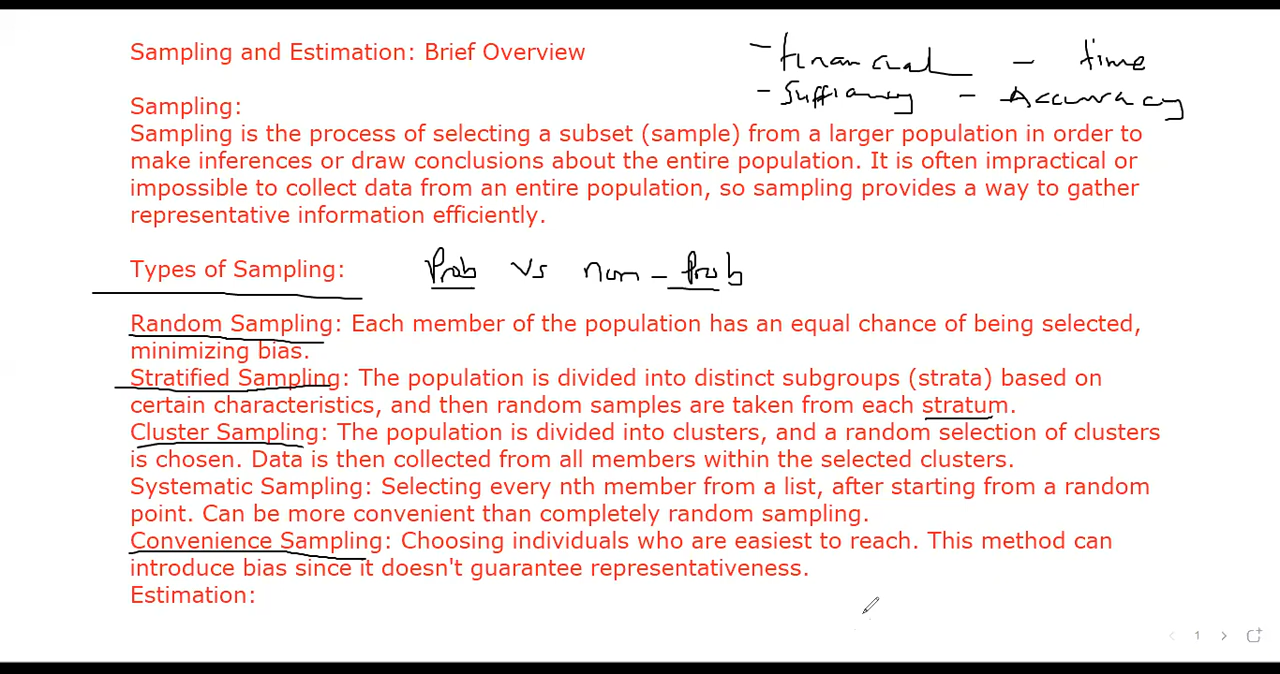 Sampling and Estimation: Brief Overview
- financial - time
- Suffiancy - Accuracy
Sampling:
Sampling is the process of selecting a subset (sample) from a larger population in order to
make inferences or draw conclusions about the entire population. It is often impractical or
impossible to collect data from an entire population, so sampling provides a way to gather
representative information efficiently.
Types of Sampling: Prob vs non - Prob
Random Sampling: Each member of the population has an equal chance of being selected,
minimizing bias.
Stratified Sampling: The population is divided into distinct subgroups (strata) based on
certain characteristics, and then random samples are taken from each stratum.
Cluster Sampling: The population is divided into clusters, and a random selection of clusters
is chosen. Data is then collected from all members within the selected clusters.
Systematic Sampling: Selecting every nth member from a list, after starting from a random
point. Can be more convenient than completely random sampling.
Convenience Sampling: Choosing individuals who are easiest to reach. This method can
introduce bias since it doesn't guarantee representativeness.
Estimation:
1